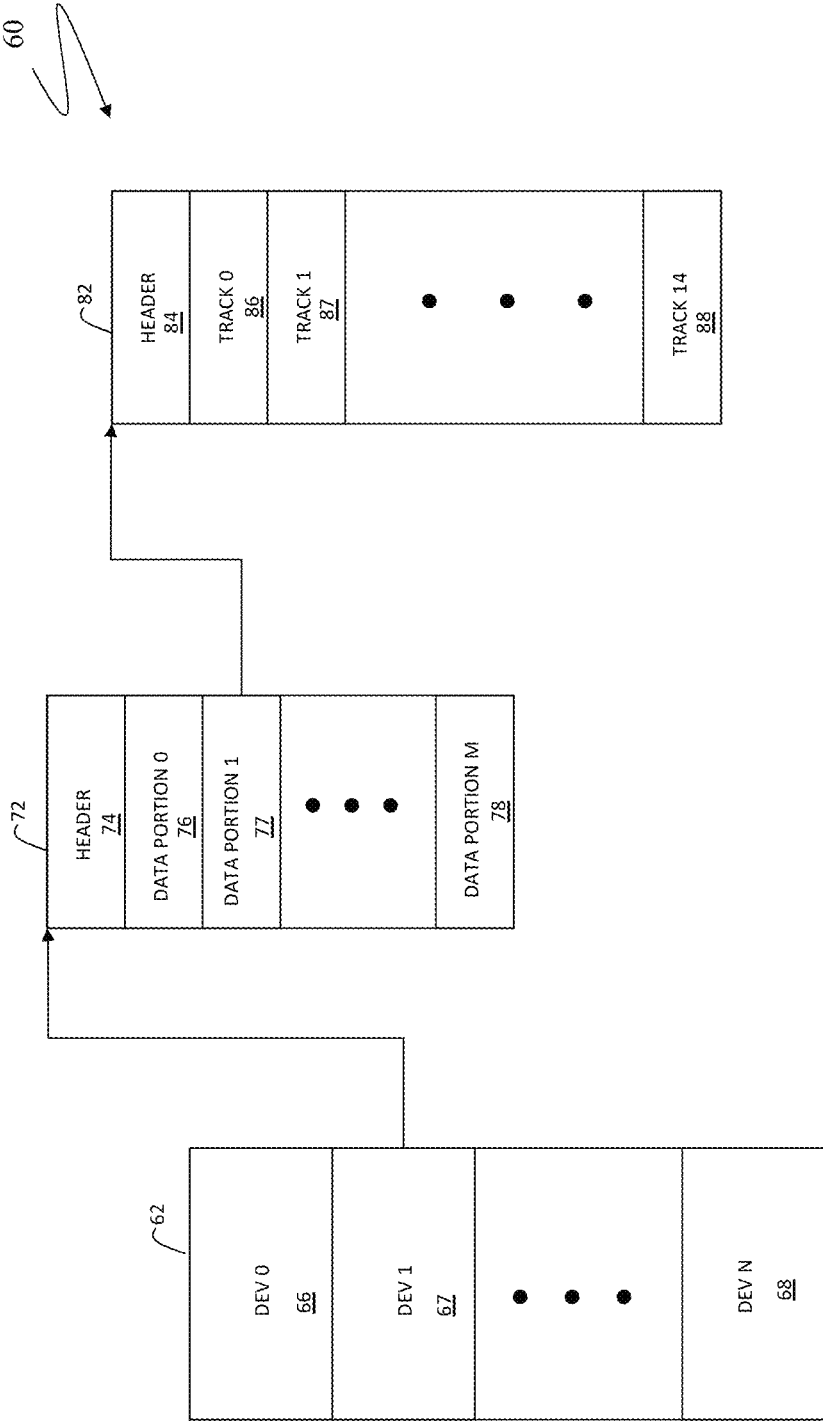 60
62
DEV 0
66
DEV 1
67
DEV N
68
72
HEADER
74
DATA PORTION 0
76
DATA PORTION 1
77
DATA PORTION M
78
82
HEADER
84
TRACK 0
86
TRACK 1
87
TRACK 14
88